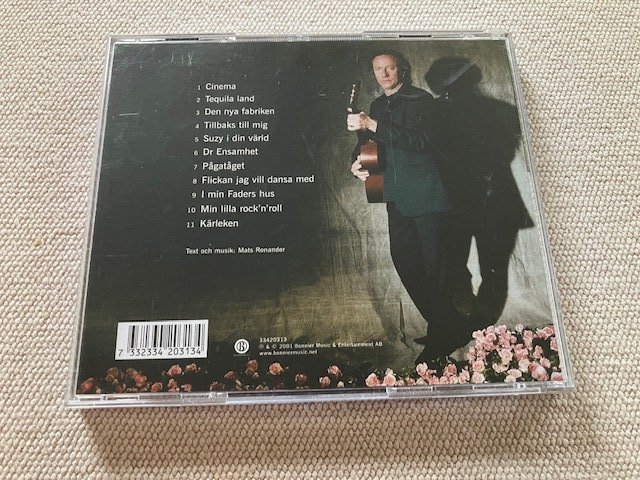 1 Cinema
2 Tequila land
3 Den nya fabriken
4 Tillbaks till mig
5 Suzy i din värld
6 Dr Ensamhet
7 Pågatåget
8 Flickan jag vill dansa med
9 I min Faders hus
10 Min lilla rock'n'roll
11 Kärleken
Text och musik: Mats Ronander
7 332334 203134
B
33420313
℗ & © 2001 Bonnier Music & Entertainment AB
www.bonniermusic.net